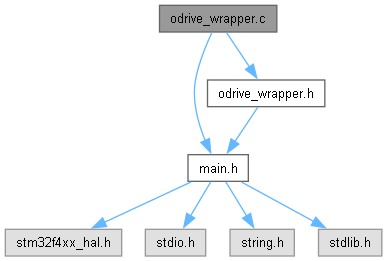 odrive_wrapper.c
odrive_wrapper.h
main.h
stm32f4xx_hal.h
stdio.h
string.h
stdlib.h